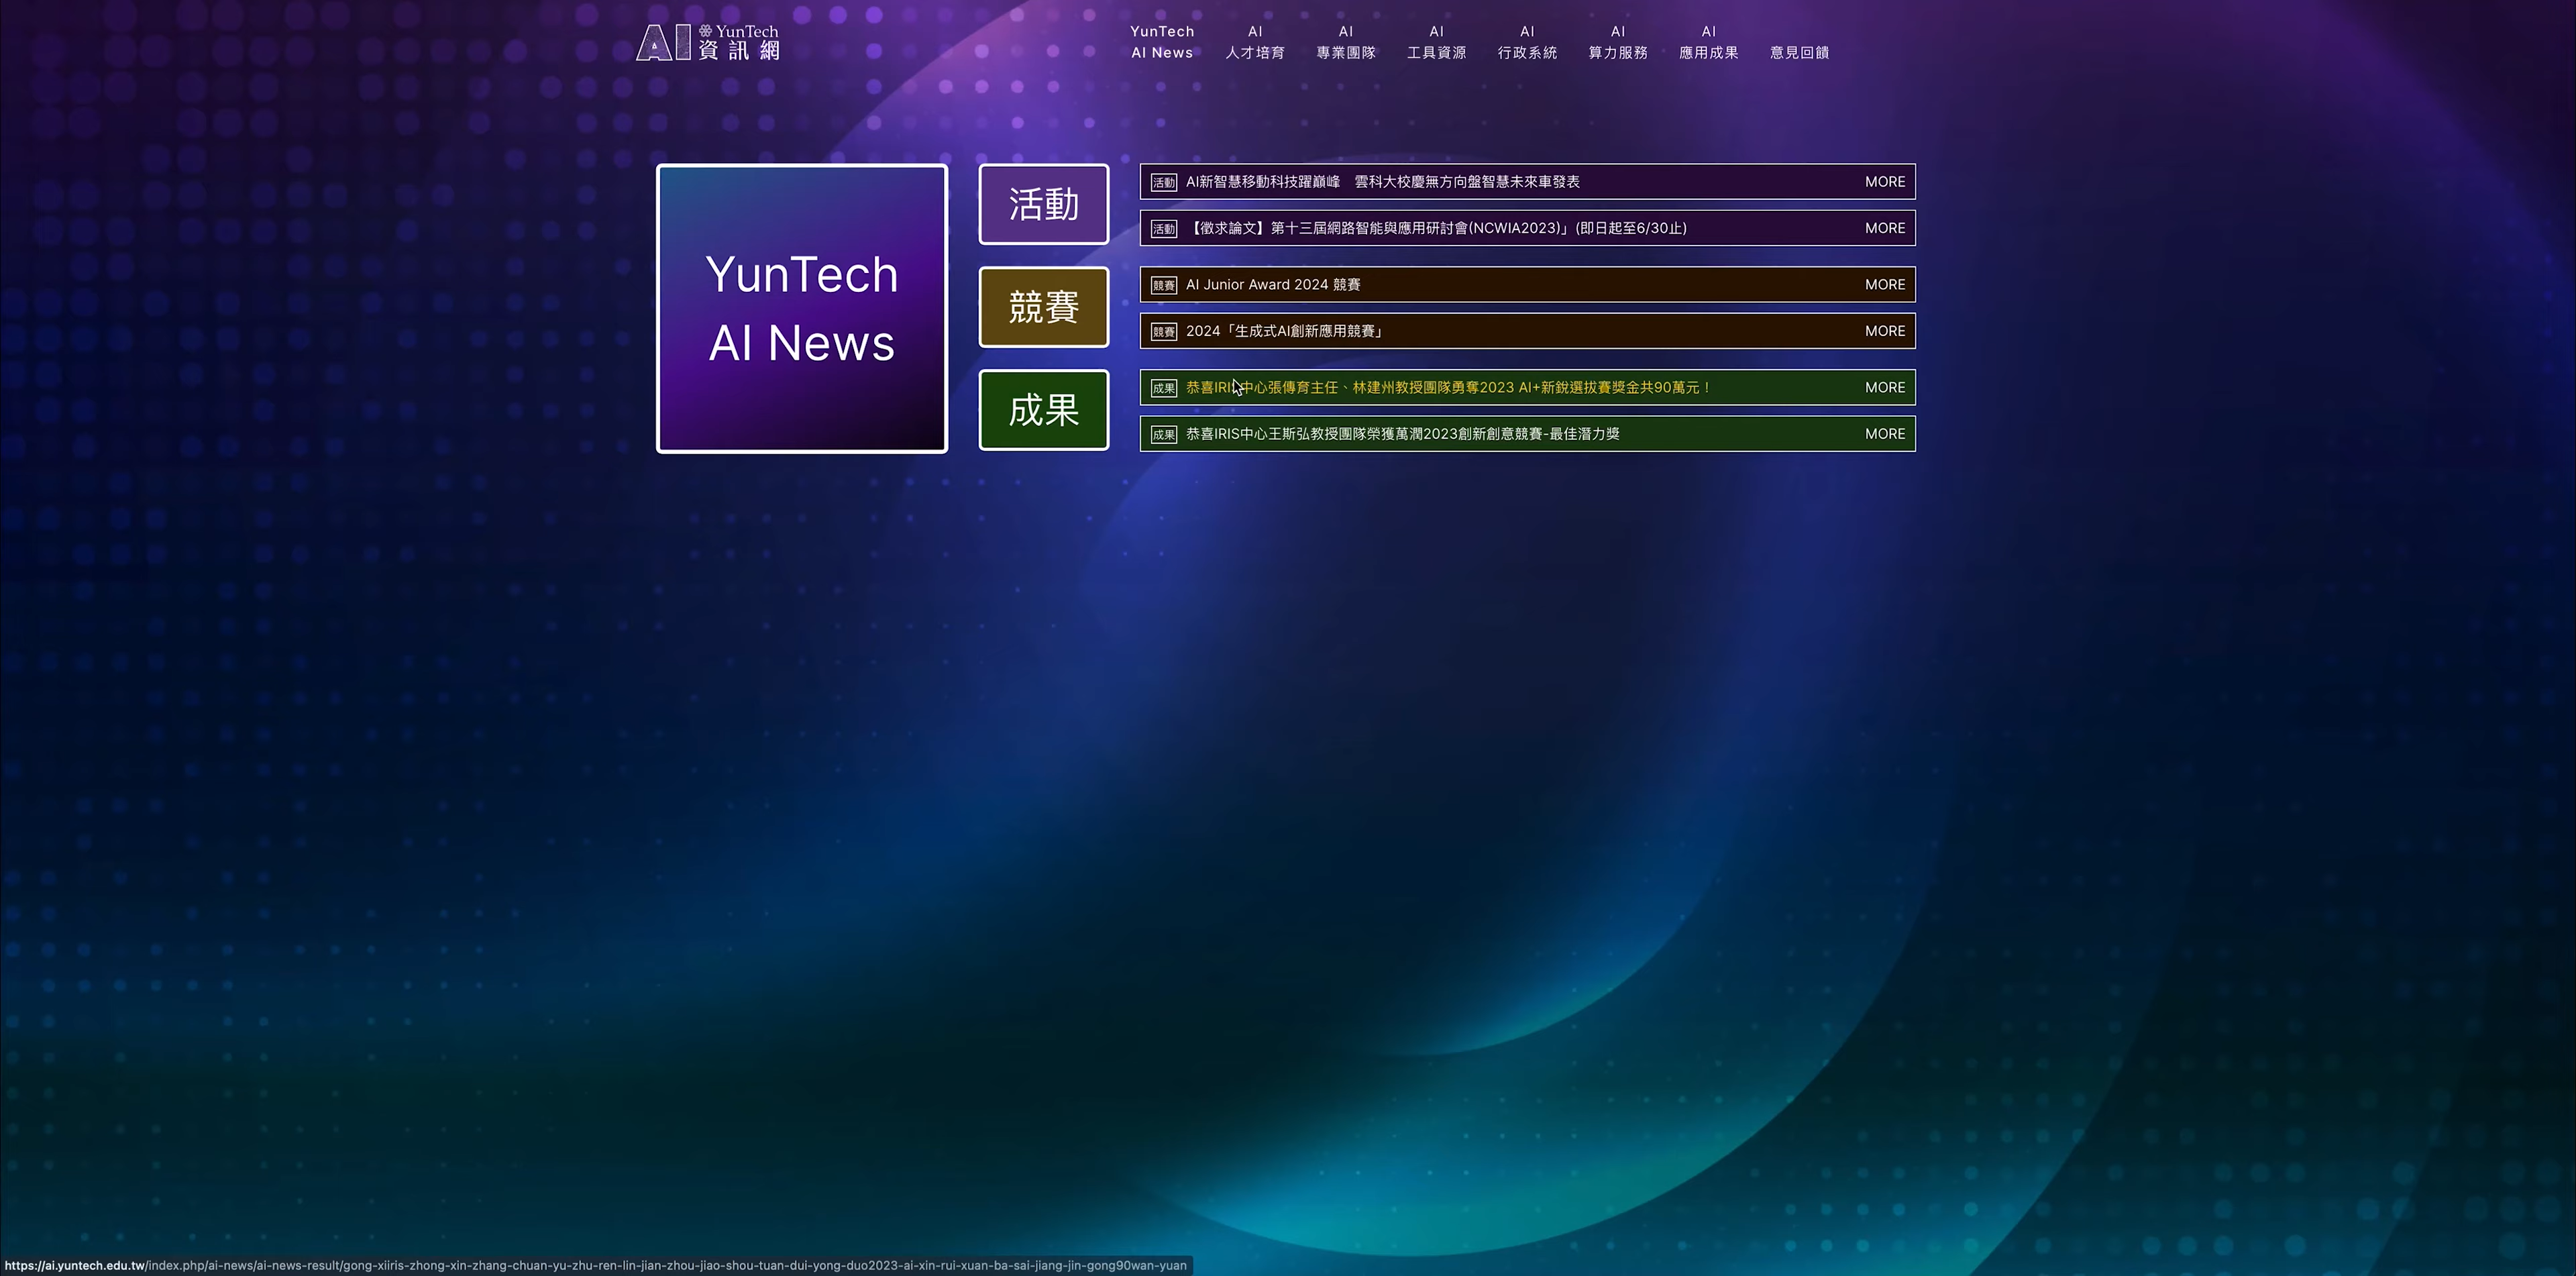 AI YunTech
資訊網
YunTech
AI News
AI
人才培育
AI
專業團隊
AI
工具資源
AI
行政系統
AI
算力服務
AI
應用成果
意見回饋
YunTech
AI News
活動
活動 AI新智慧移動科技躍巔峰　雲科大校慶無方向盤智慧未來車發表 MORE
活動 【徵求論文】第十三屆網路智能與應用研討會(NCWIA2023)」(即日起至6/30止) MORE
競賽
競賽 AI Junior Award 2024 競賽 MORE
競賽 2024「生成式AI創新應用競賽」 MORE
成果
成果 恭喜IRIS中心張傳育主任、林建州教授團隊勇奪2023 AI+新銳選拔賽獎金共90萬元！ MORE
成果 恭喜IRIS中心王斯弘教授團隊榮獲萬潤2023創新創意競賽-最佳潛力獎 MORE
https://ai.yuntech.edu.tw/index.php/ai-news/ai-news-result/gong-xiiris-zhong-xin-zhang-chuan-yu-zhu-ren-lin-jian-zhou-jiao-shou-tuan-dui-yong-duo2023-ai-xin-rui-xuan-ba-sai-jiang-jin-gong90wan-yuan